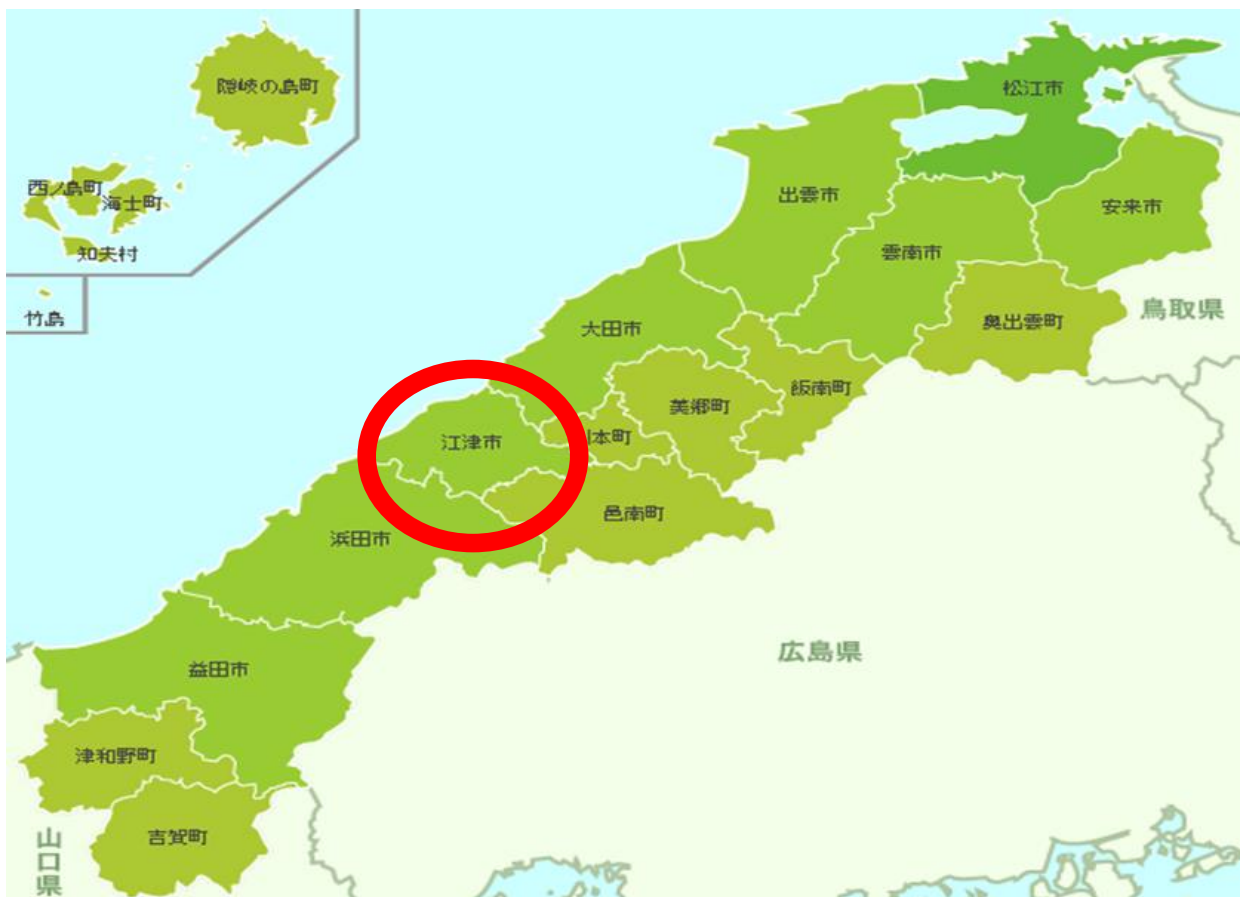 隠岐の島町
松江市
西ノ島町
海士町
出雲市
安来市
知夫村
雲南市
竹島
鳥取県
大田市
奥出雲町
飯南町
美郷町
江津市
本町
邑南町
浜田市
広島県
益田市
津和野町
吉賀町
山口県